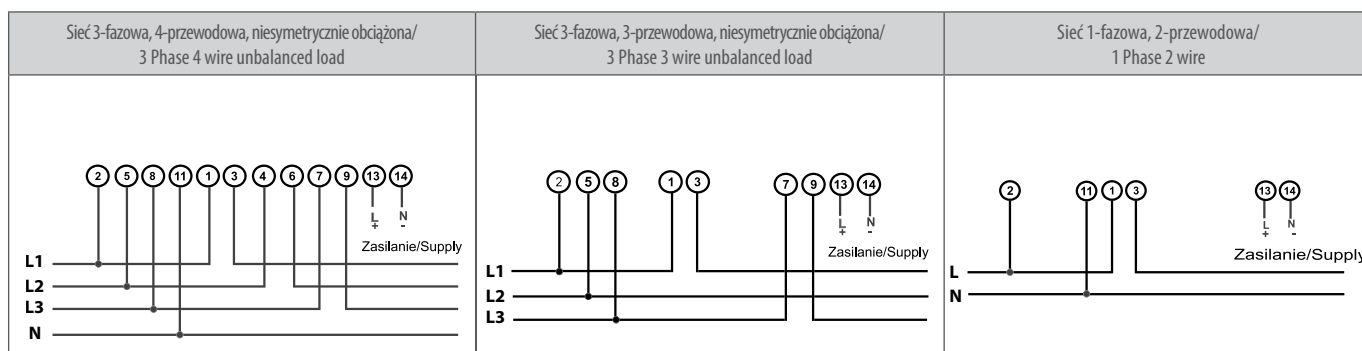 Sieć 3-fazowa, 4-przewodowa, niesymetrycznie obciążona/
3 Phase 4 wire unbalanced load
2 5 8 11 1 3 4 6 7 9 13 14
L N
+ -
Zasilanie/Supply
L1
L2
L3
N
Sieć 3-fazowa, 3-przewodowa, niesymetrycznie obciążona/
3 Phase 3 wire unbalanced load
2 5 8 1 3 7 9 13 14
L N
+ -
Zasilanie/Supply
L1
L2
L3
Sieć 1-fazowa, 2-przewodowa/
1 Phase 2 wire
2 11 1 3 13 14
L N
+ -
Zasilanie/Supply
L
N